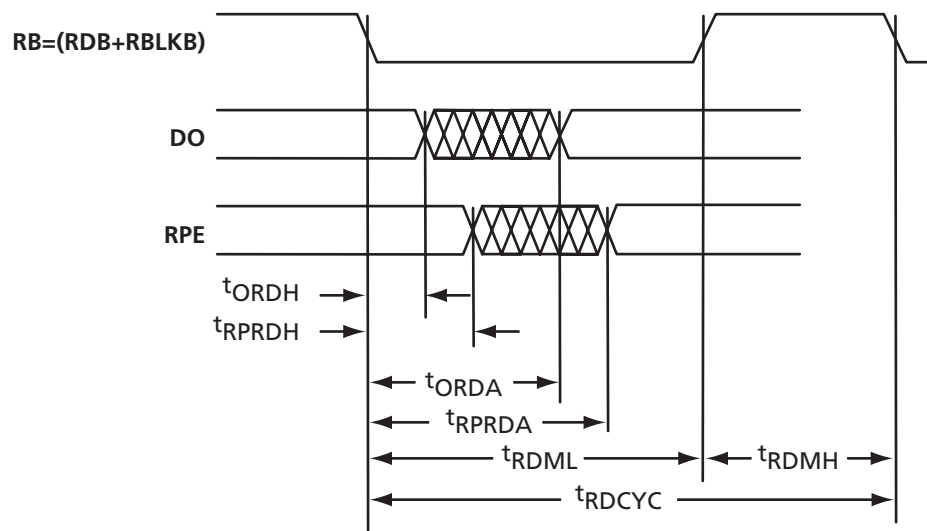 RB=(RDB+RBLKB)
DO
RPE
tORDH
tRPRDH
tORDA
tRPRDA
tRDML
tRDMH
tRDCYC